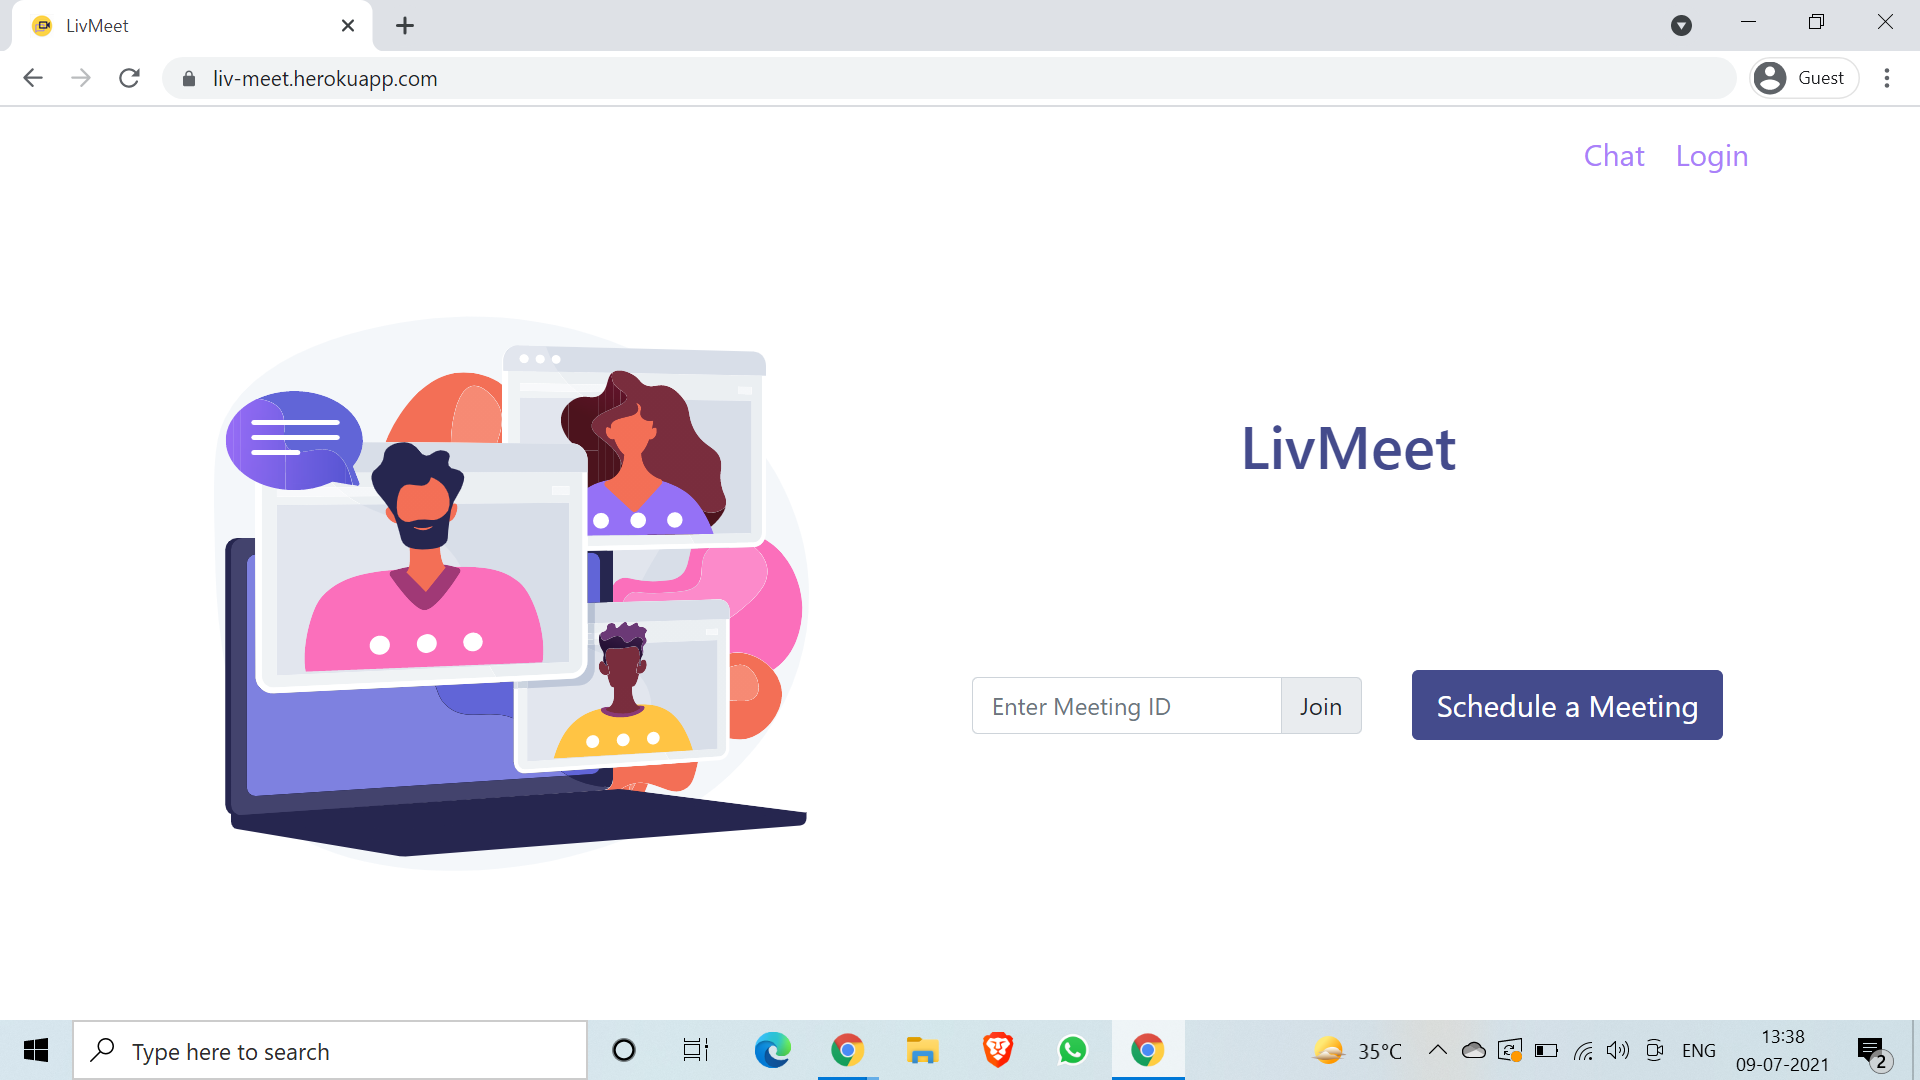 LivMeet
liv-meet.herokuapp.com
Guest
Chat Login
LivMeet
Enter Meeting ID Join Schedule a Meeting
Type here to search
35°C
ENG
13:38
09-07-2021
2